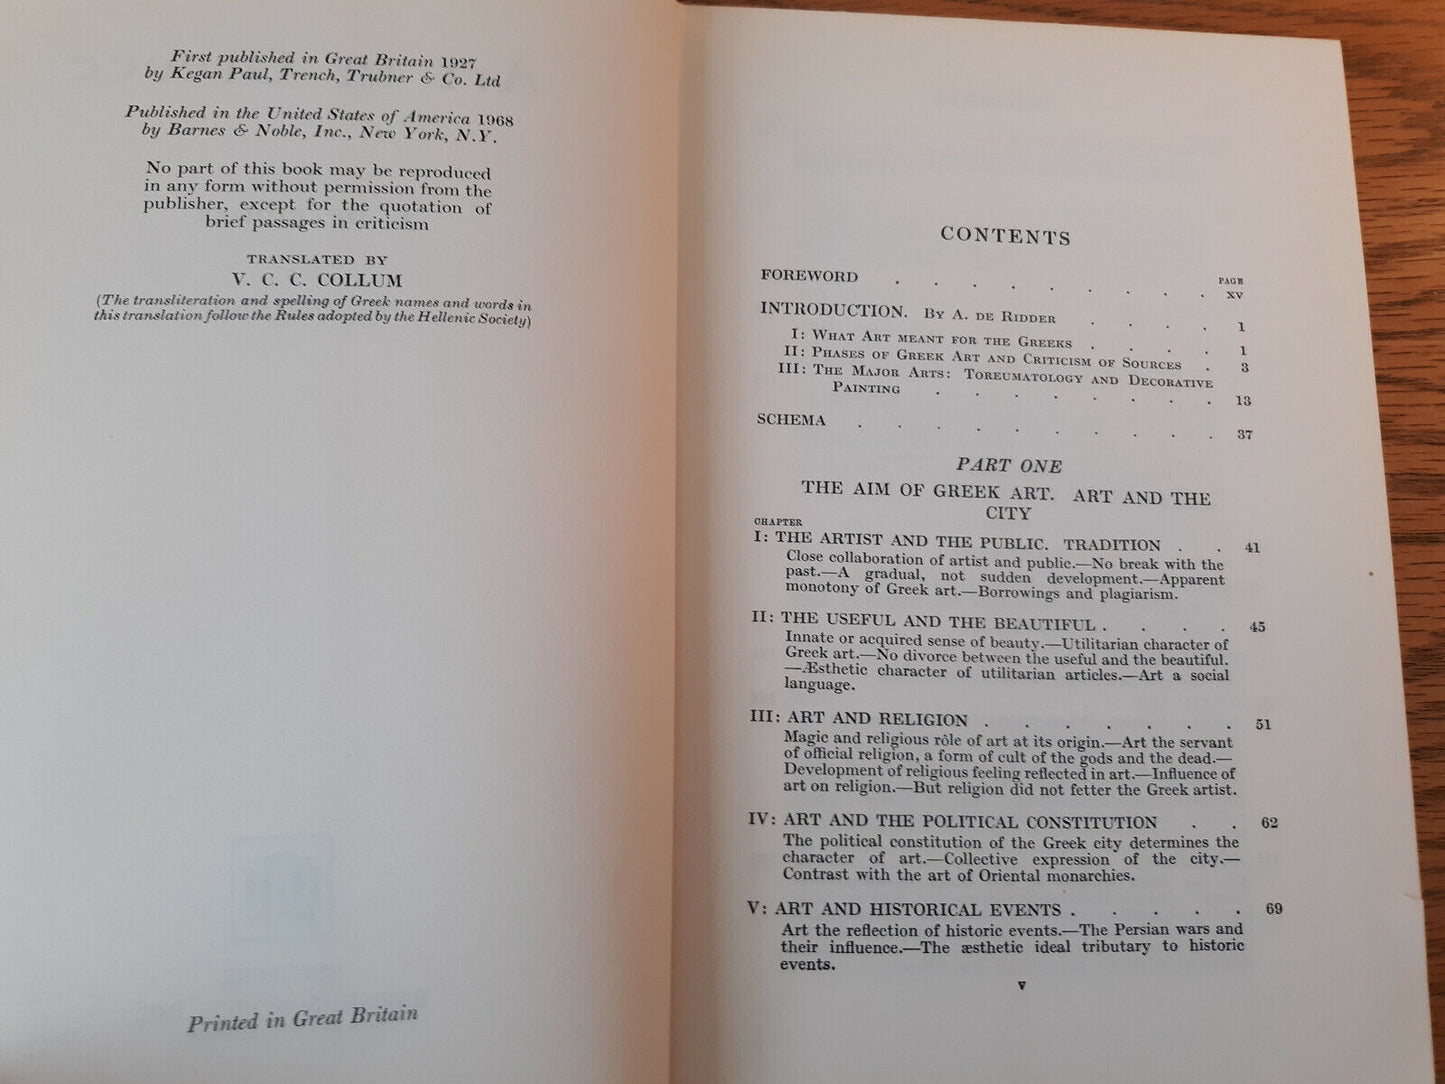 First published in Great Britain 1927
by Kegan Paul, Trench, Trubner & Co. Ltd
Published in the United States of America 1968
by Barnes & Noble, Inc., New York, N.Y.
No part of this book may be reproduced
in any form without permission from the
publisher, except for the quotation of
brief passages in criticism
TRANSLATED BY
V. C. C. COLLUM
(The transliteration and spelling of Greek names and words in
this translation follow the Rules adopted by the Hellenic Society)
Printed in Great Britain
CONTENTS
PAGE
FOREWORD . . . . . . . . . XV
INTRODUCTION. BY A. DE RIDDER . . . . 1
I: WHAT ART MEANT FOR THE GREEKS . . . . 1
II: PHASES OF GREEK ART AND CRITICISM OF SOURCES . 3
III: THE MAJOR ARTS: TOREUMATOLOGY AND DECORATIVE
PAINTING . . . . . . . . 13
SCHEMA . . . . . . . . . . 37
PART ONE
THE AIM OF GREEK ART. ART AND THE
CITY
CHAPTER
I: THE ARTIST AND THE PUBLIC. TRADITION . . 41
Close collaboration of artist and public.—No break with the
past.—A gradual, not sudden development.—Apparent
monotony of Greek art.—Borrowings and plagiarism.
II: THE USEFUL AND THE BEAUTIFUL . . . . 45
Innate or acquired sense of beauty.—Utilitarian character of
Greek art.—No divorce between the useful and the beautiful.
—Æsthetic character of utilitarian articles.—Art a social
language.
III: ART AND RELIGION . . . . . . . 51
Magic and religious rôle of art at its origin.—Art the servant
of official religion, a form of cult of the gods and the dead.—
Development of religious feeling reflected in art.—Influence of
art on religion.—But religion did not fetter the Greek artist.
IV: ART AND THE POLITICAL CONSTITUTION . . 62
The political constitution of the Greek city determines the
character of art.—Collective expression of the city.—
Contrast with the art of Oriental monarchies.
V: ART AND HISTORICAL EVENTS . . . . . 69
Art the reflection of historic events.—The Persian wars and
their influence.—The æsthetic ideal tributary to historic
events.
v